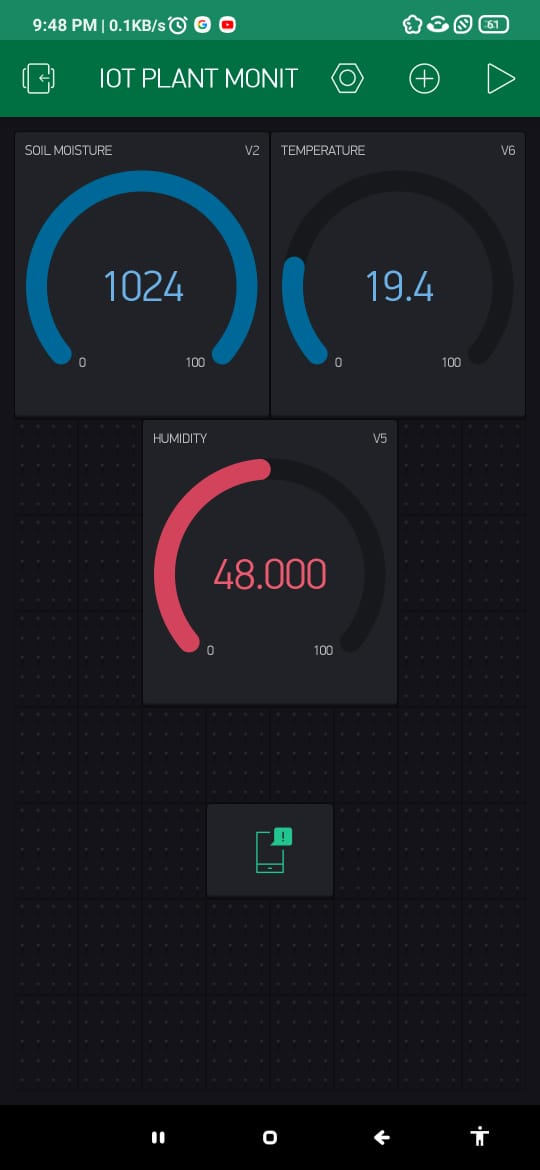 9:48 PM | 0.1KB/s
61
IOT PLANT MONIT
SOIL MOISTURE V2
1024
0 100
TEMPERATURE V6
19.4
0 100
HUMIDITY V5
48.000
0 100